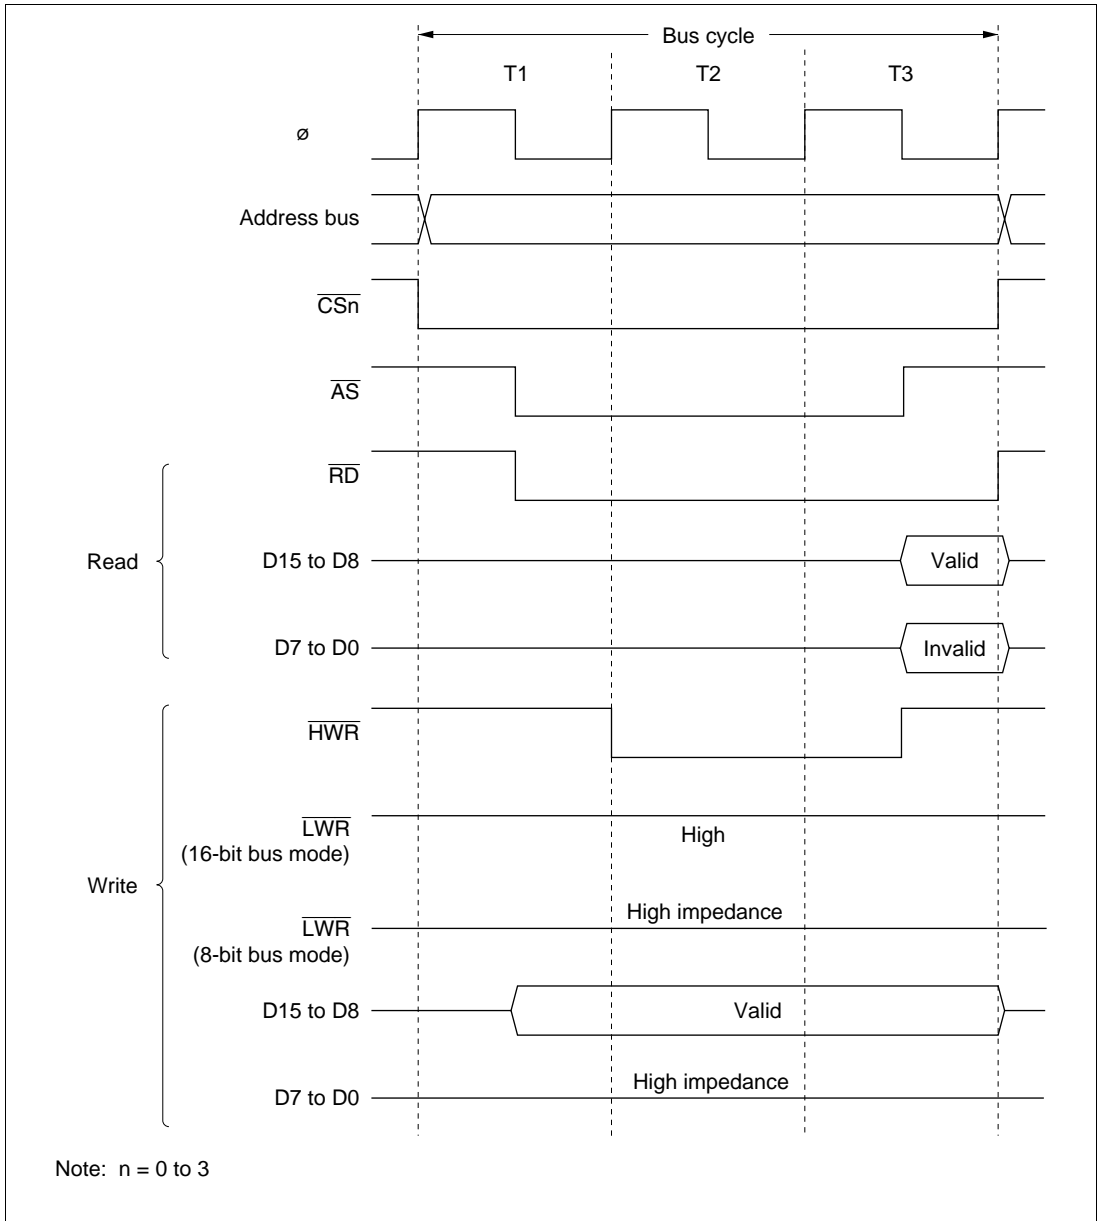 Bus cycle
T1 T2 T3
ø
Address bus
CSn
AS
RD
Read
D15 to D8 Valid
D7 to D0 Invalid
HWR
LWR
(16-bit bus mode)
High
Write
LWR
(8-bit bus mode)
High impedance
D15 to D8 Valid
D7 to D0 High impedance
Note: n = 0 to 3